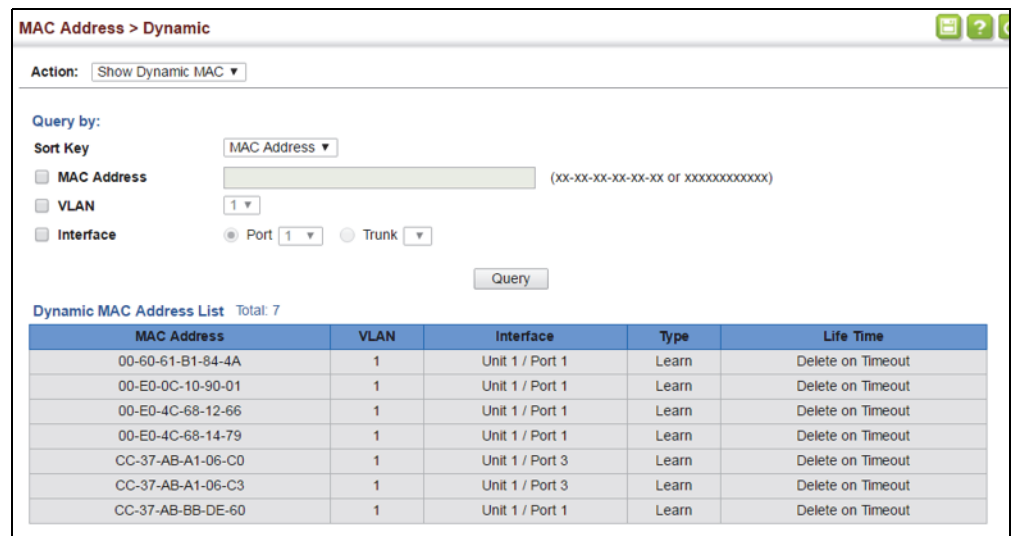 MAC Address > Dynamic
?
Action: Show Dynamic MAC
Query by:
Sort Key MAC Address
MAC Address (xx-xx-xx-xx-xx-xx or xxxxxxxxxxxx)
VLAN 1
Interface Port 1 Trunk
Query
Dynamic MAC Address List Total: 7
MAC Address VLAN Interface Type Life Time
00-60-61-B1-84-4A 1 Unit 1 / Port 1 Learn Delete on Timeout
00-E0-0C-10-90-01 1 Unit 1 / Port 1 Learn Delete on Timeout
00-E0-4C-68-12-66 1 Unit 1 / Port 1 Learn Delete on Timeout
00-E0-4C-68-14-79 1 Unit 1 / Port 1 Learn Delete on Timeout
CC-37-AB-A1-06-C0 1 Unit 1 / Port 3 Learn Delete on Timeout
CC-37-AB-A1-06-C3 1 Unit 1 / Port 3 Learn Delete on Timeout
CC-37-AB-BB-DE-60 1 Unit 1 / Port 1 Learn Delete on Timeout